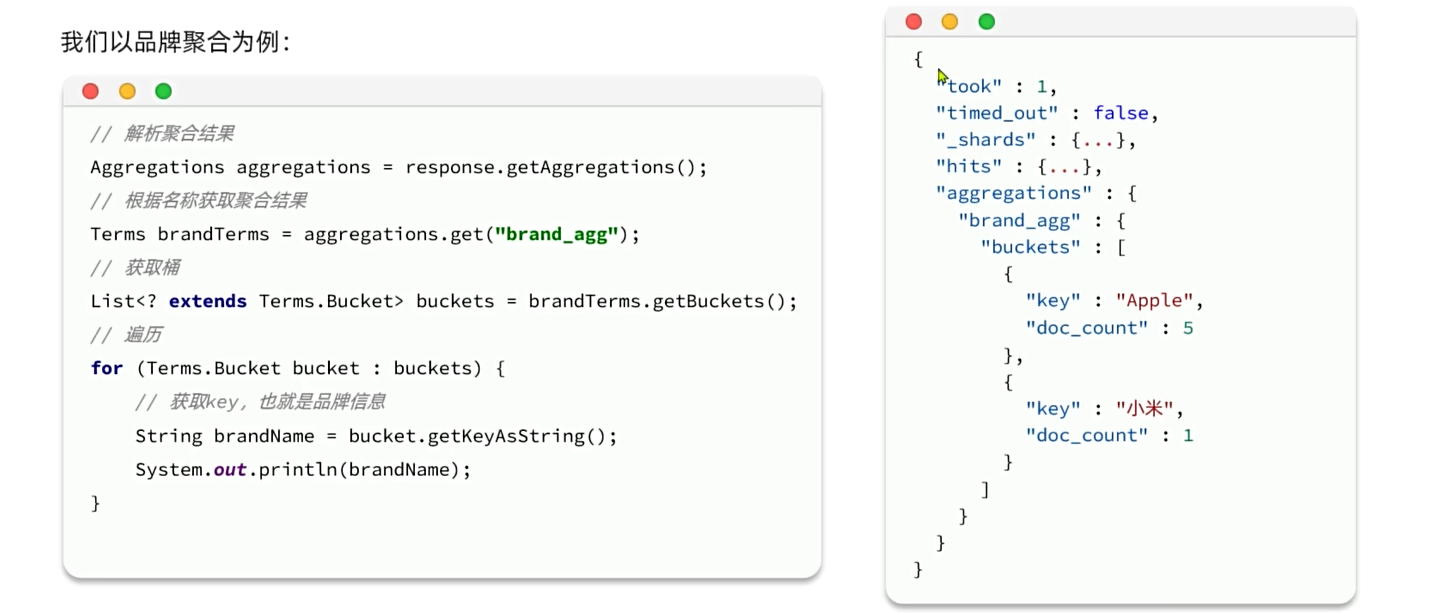 我们以品牌聚合为例：
// 解析聚合结果
Aggregations aggregations = response.getAggregations();
// 根据名称获取聚合结果
Terms brandTerms = aggregations.get("brand_agg");
// 获取桶
List<? extends Terms.Bucket> buckets = brandTerms.getBuckets();
// 遍历
for (Terms.Bucket bucket : buckets) {
    // 获取key，也就是品牌信息
    String brandName = bucket.getKeyAsString();
    System.out.println(brandName);
}
{
  "took" : 1,
  "timed_out" : false,
  "_shards" : {...},
  "hits" : {...},
  "aggregations" : {
    "brand_agg" : {
      "buckets" : [
        {
          "key" : "Apple",
          "doc_count" : 5
        },
        {
          "key" : "小米",
          "doc_count" : 1
        }
      ]
    }
  }
}